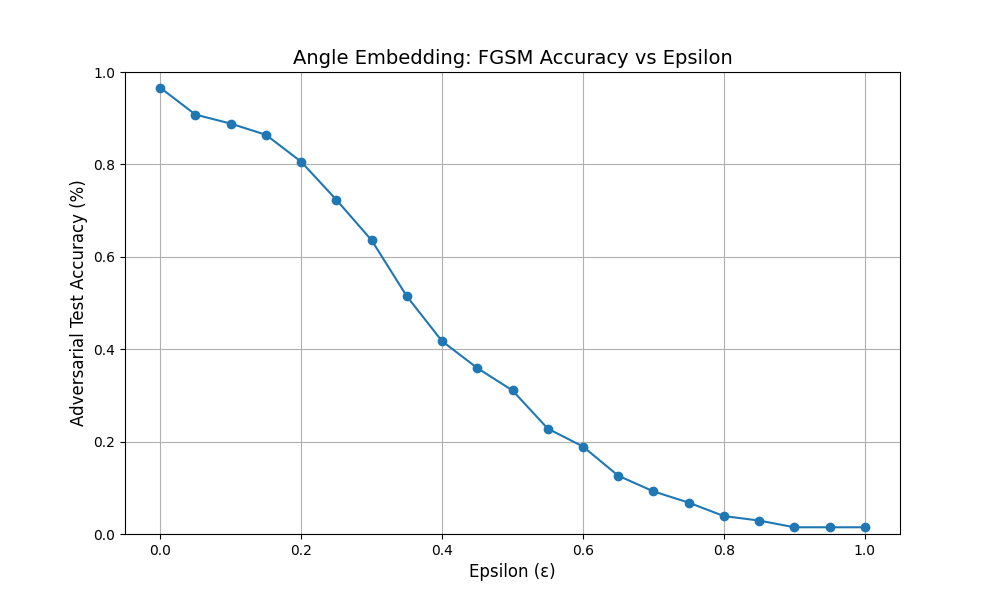 Angle Embedding: FGSM Accuracy vs Epsilon
Adversarial Test Accuracy (%)
1.0
0.8
0.6
0.4
0.2
0.0
0.0 0.2 0.4 0.6 0.8 1.0
Epsilon (ε)